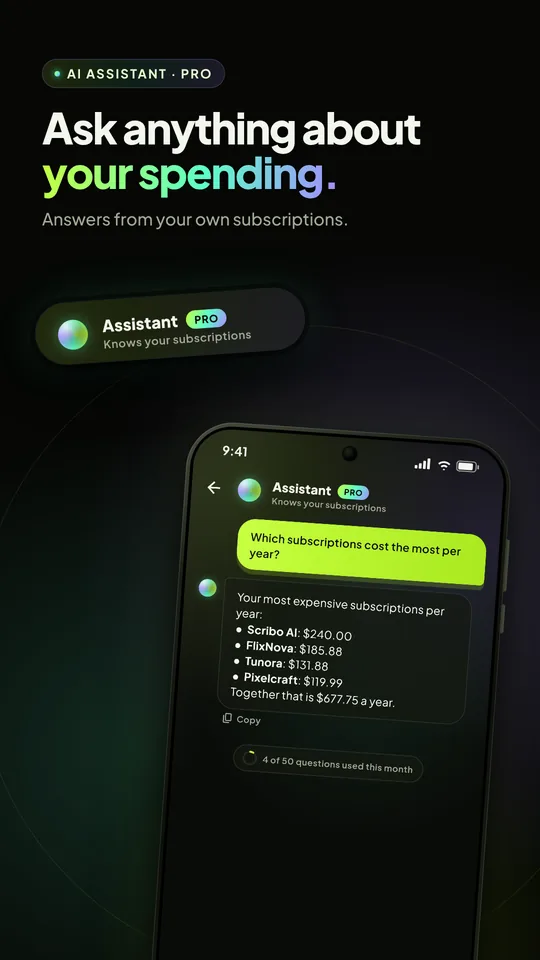 AI ASSISTANT · PRO
Ask anything about
your spending.
Answers from your own subscriptions.
Assistant PRO
Knows your subscriptions
9:41
Assistant PRO
Knows your subscriptions
Which subscriptions cost the most per
year?
Your most expensive subscriptions per
year:
• Scribo AI: $240.00
• FlixNova: $185.88
• Tunora: $131.88
• Pixelcraft: $119.99
Together that is $677.75 a year.
Copy
4 of 50 questions used this month